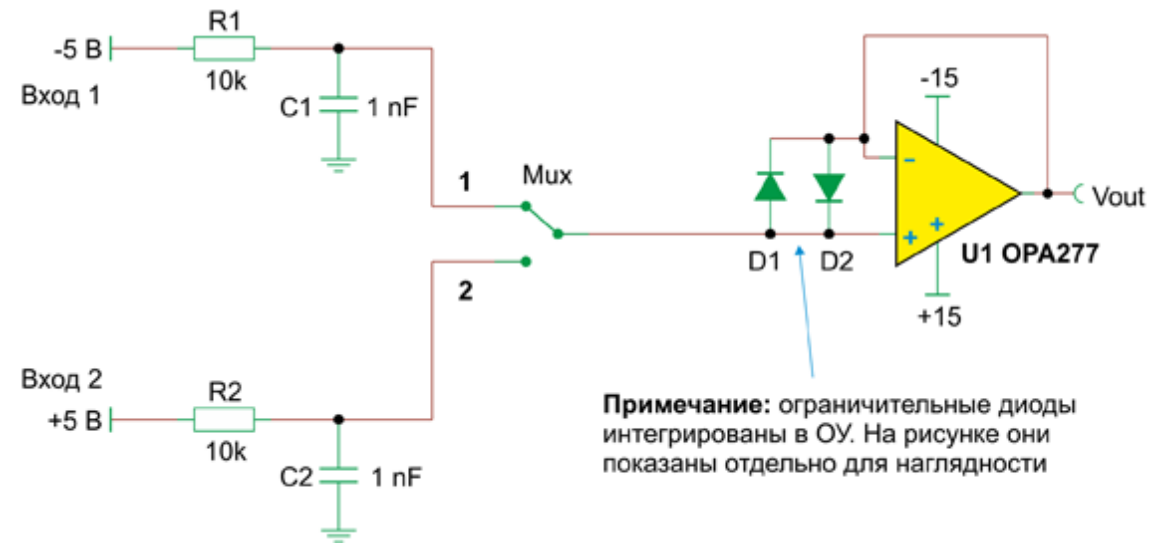 R1
-5 В
10k
Вход 1
C1
1 nF
-15
1
Mux
-
Vout
+
+
D1
D2
U1 OPA277
2
+15
Вход 2
R2
+5 В
10k
C2
1 nF
Примечание: ограничительные диоды
интегрированы в ОУ. На рисунке они
показаны отдельно для наглядности